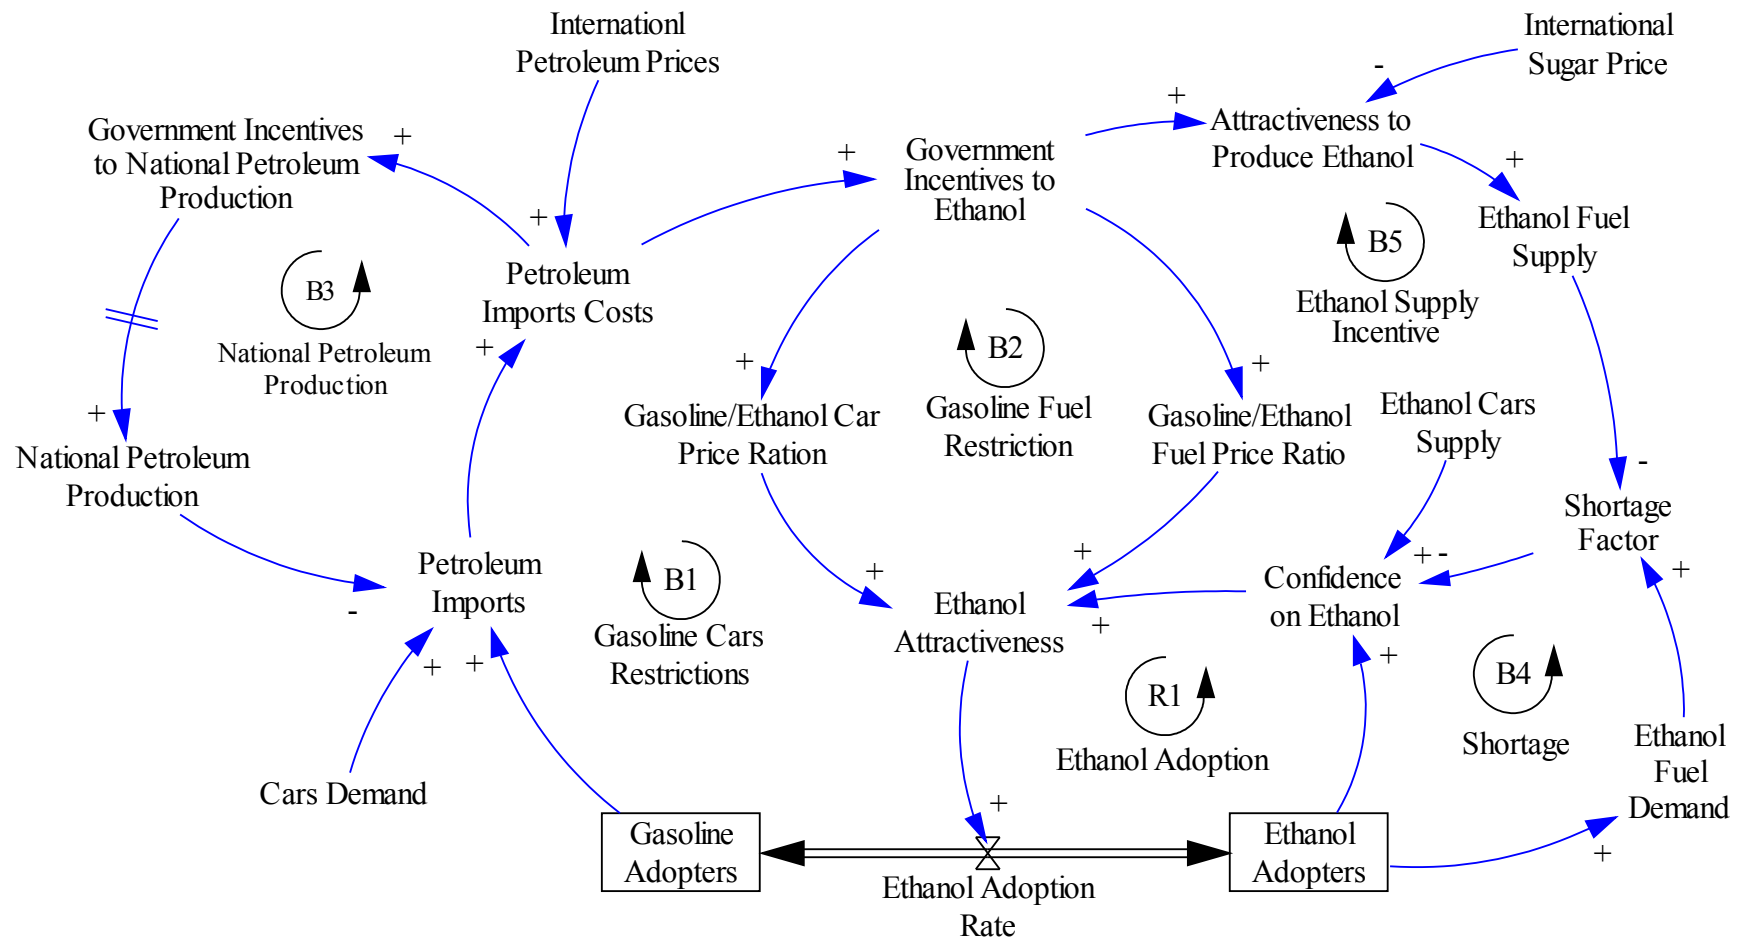 Internationl
Petroleum Prices
International
Sugar Price
-
+
Attractiveness to
Produce Ethanol
Government Incentives
to National Petroleum
Production
+
+
Government
Incentives to
Ethanol
+
Ethanol Fuel
Supply
+
B5
Ethanol Supply
Incentive
B3
National Petroleum
Production
Petroleum
Imports Costs
+
B2
Gasoline Fuel
Restriction
+
+
+
Gasoline/Ethanol Car
Price Ration
Gasoline/Ethanol
Fuel Price Ratio
Ethanol Cars
Supply
+
National Petroleum
Production
-
Shortage
Factor
Petroleum
Imports
-
B1
Gasoline Cars
Restrictions
+
+
Ethanol
Attractiveness
+
Confidence
on Ethanol
+
-
+
+
+
+
R1
Ethanol Adoption
B4
Shortage
Ethanol
Fuel
Demand
Cars Demand
+
Gasoline
Adopters
Ethanol Adoption
Rate
Ethanol
Adopters
+